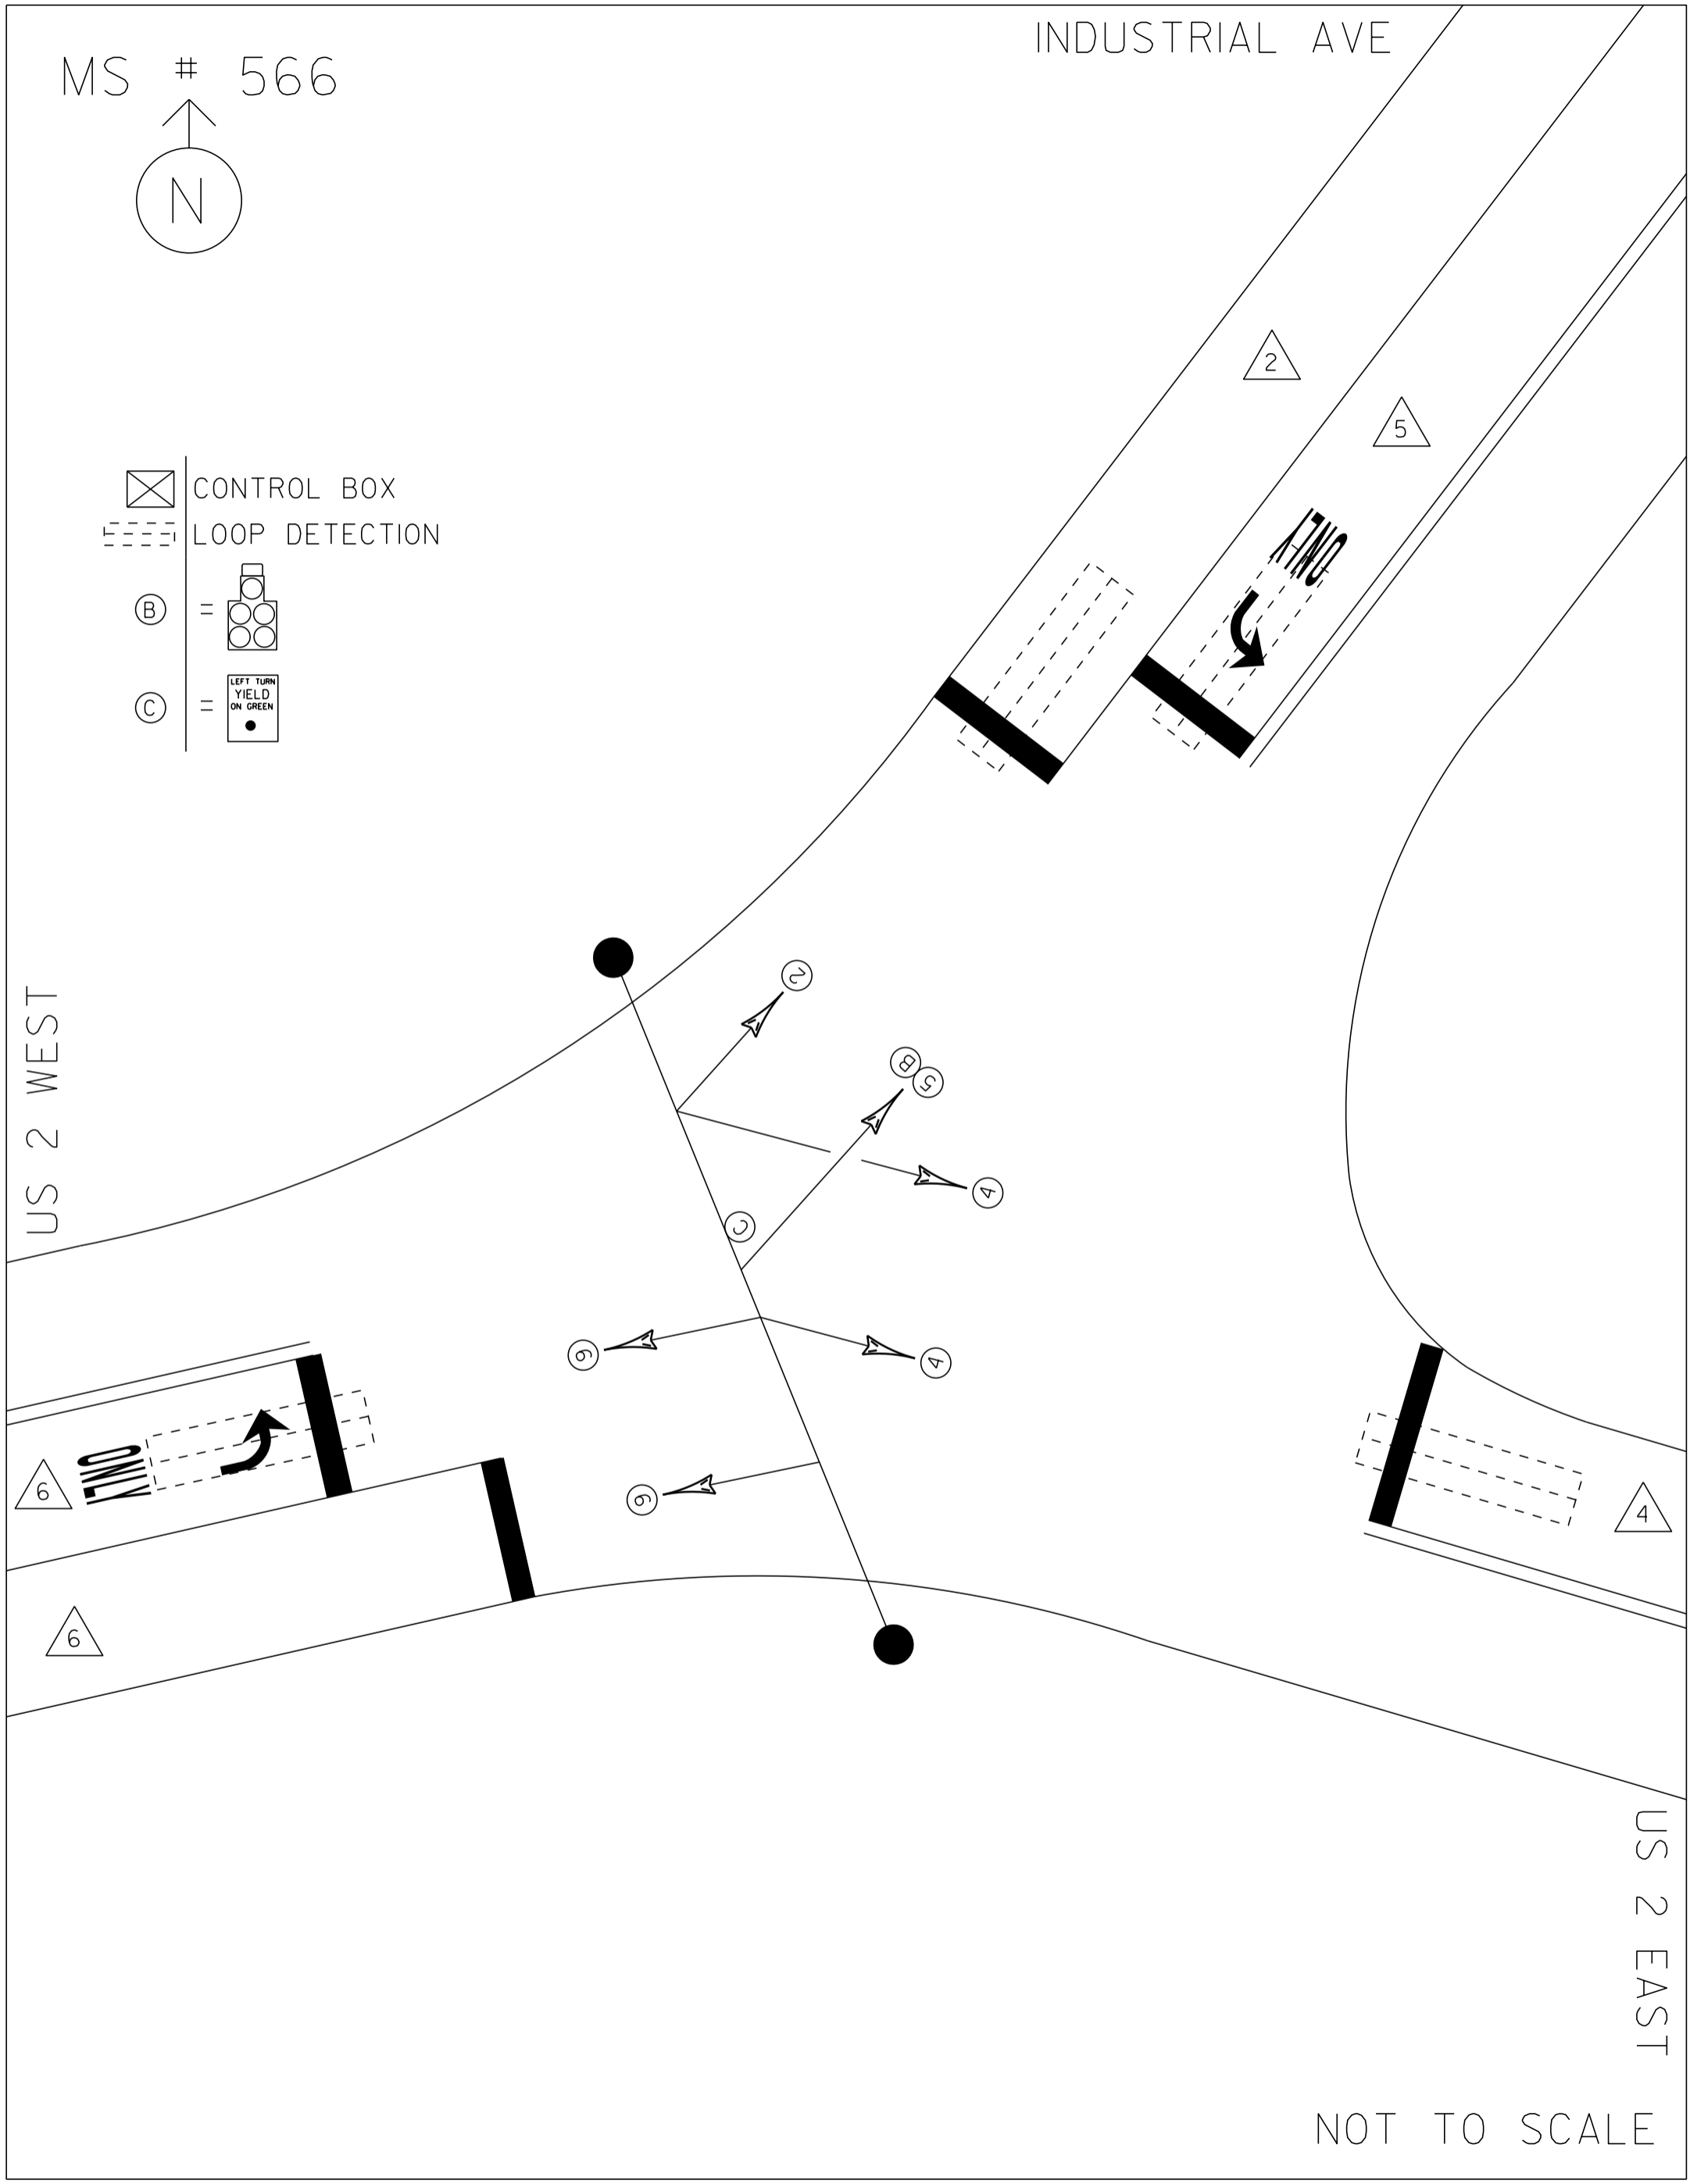 INDUSTRIAL AVE
MS # 566
N
2
5
CONTROL BOX
LOOP DETECTION
B =
C =
LEFT TURN
YIELD
ON GREEN
ONLY
2
B
5
4
C
US 2 WEST
6
4
6
ONLY
6
4
6
US 2 EAST
NOT TO SCALE